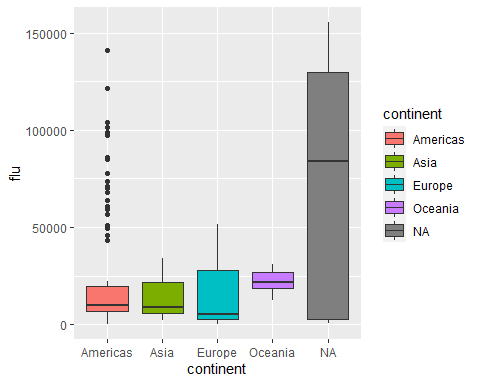 flu
150000
100000
50000
0
Americas Asia Europe Oceania NA
continent
continent
Americas
Asia
Europe
Oceania
NA